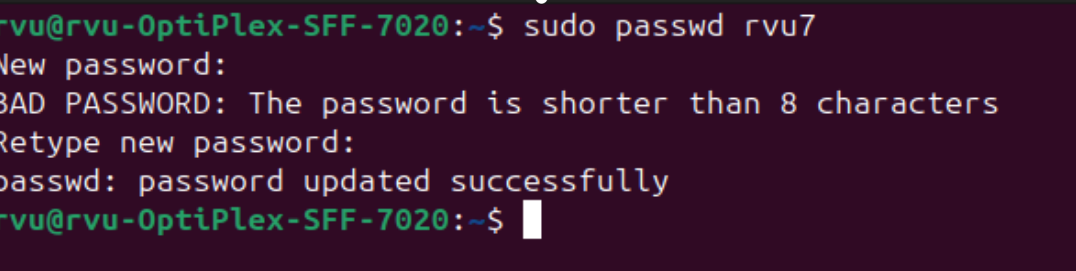 rvu@rvu-OptiPlex-SFF-7020:~$ sudo passwd rvu7
New password:
BAD PASSWORD: The password is shorter than 8 characters
Retype new password:
passwd: password updated successfully
rvu@rvu-OptiPlex-SFF-7020:~$